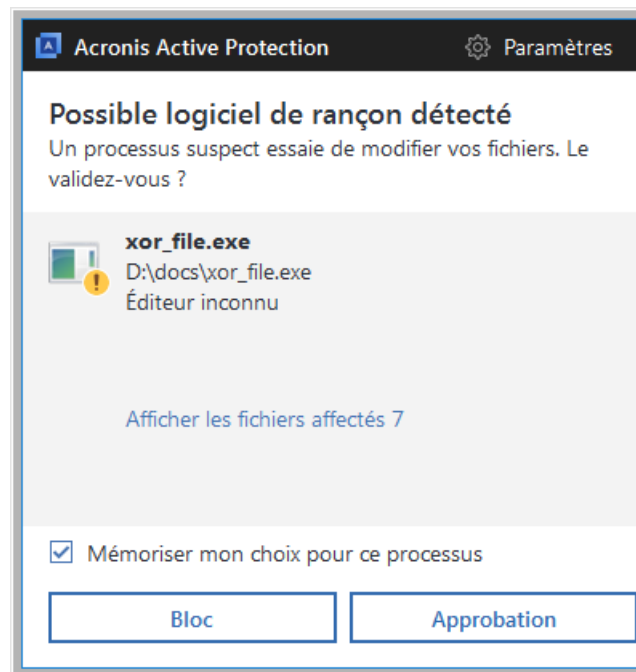 Acronis Active Protection
Paramètres
Possible logiciel de rançon détecté
Un processus suspect essaie de modifier vos fichiers. Le
validez-vous ?
xor_file.exe
D:\docs\xor_file.exe
Éditeur inconnu
Afficher les fichiers affectés 7
Mémoriser mon choix pour ce processus
Bloc
Approbation